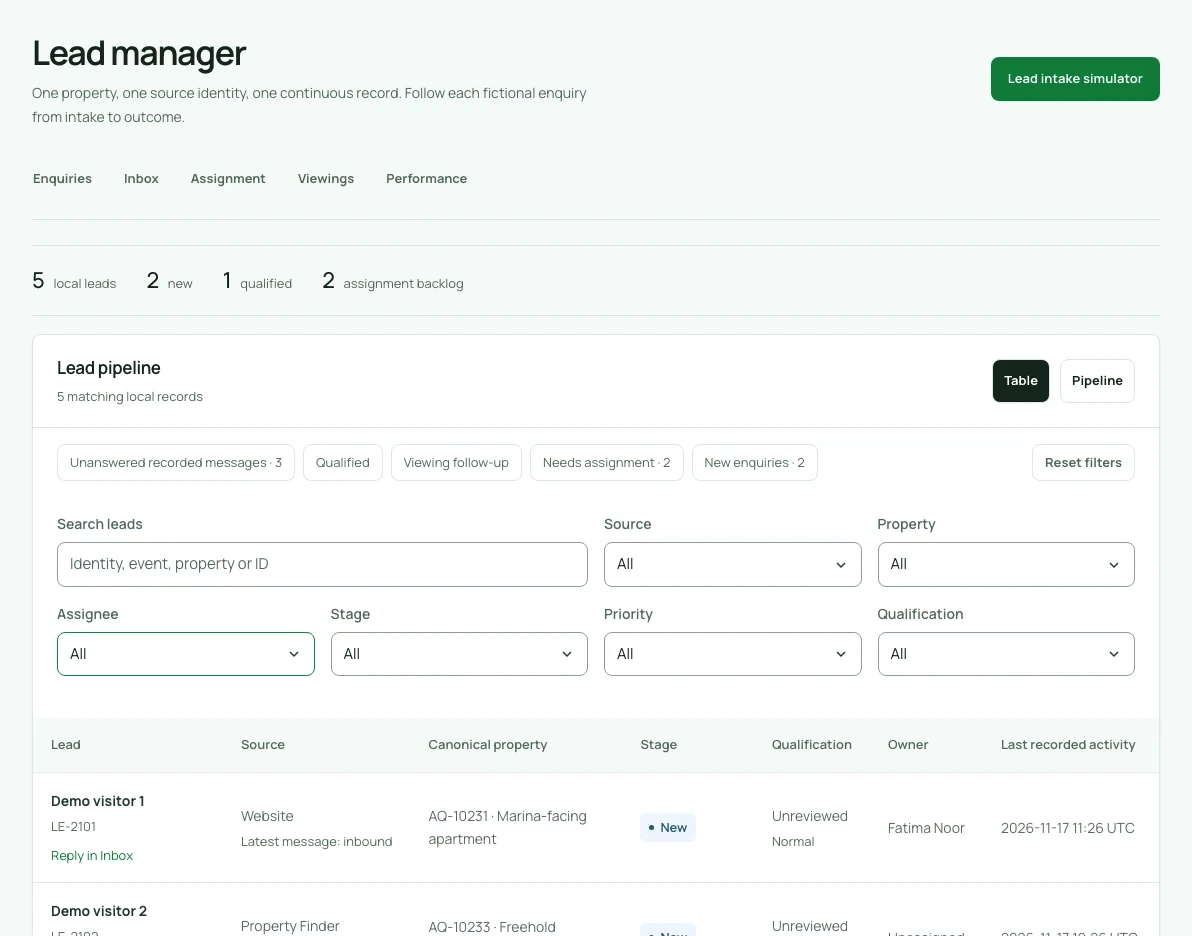 Lead manager
One property, one source identity, one continuous record. Follow each fictional enquiry
from intake to outcome.
Lead intake simulator
Enquiries Inbox Assignment Viewings Performance
5 local leads 2 new 1 qualified 2 assignment backlog
Lead pipeline
5 matching local records
Table Pipeline
Unanswered recorded messages · 3 Qualified Viewing follow-up Needs assignment · 2 New enquiries · 2 Reset filters
Search leads Source Property
Identity, event, property or ID All All
Assignee Stage Priority Qualification
All All All All
Lead Source Canonical property Stage Qualification Owner Last recorded activity
Demo visitor 1
LE-2101
Reply in Inbox
Website
Latest message: inbound
AQ-10231 · Marina-facing
apartment
New
Unreviewed
Normal
Fatima Noor
2026-11-17 11:26 UTC
Demo visitor 2
Property Finder
AQ-10233 · Freehold
New
Unreviewed
Unassigned